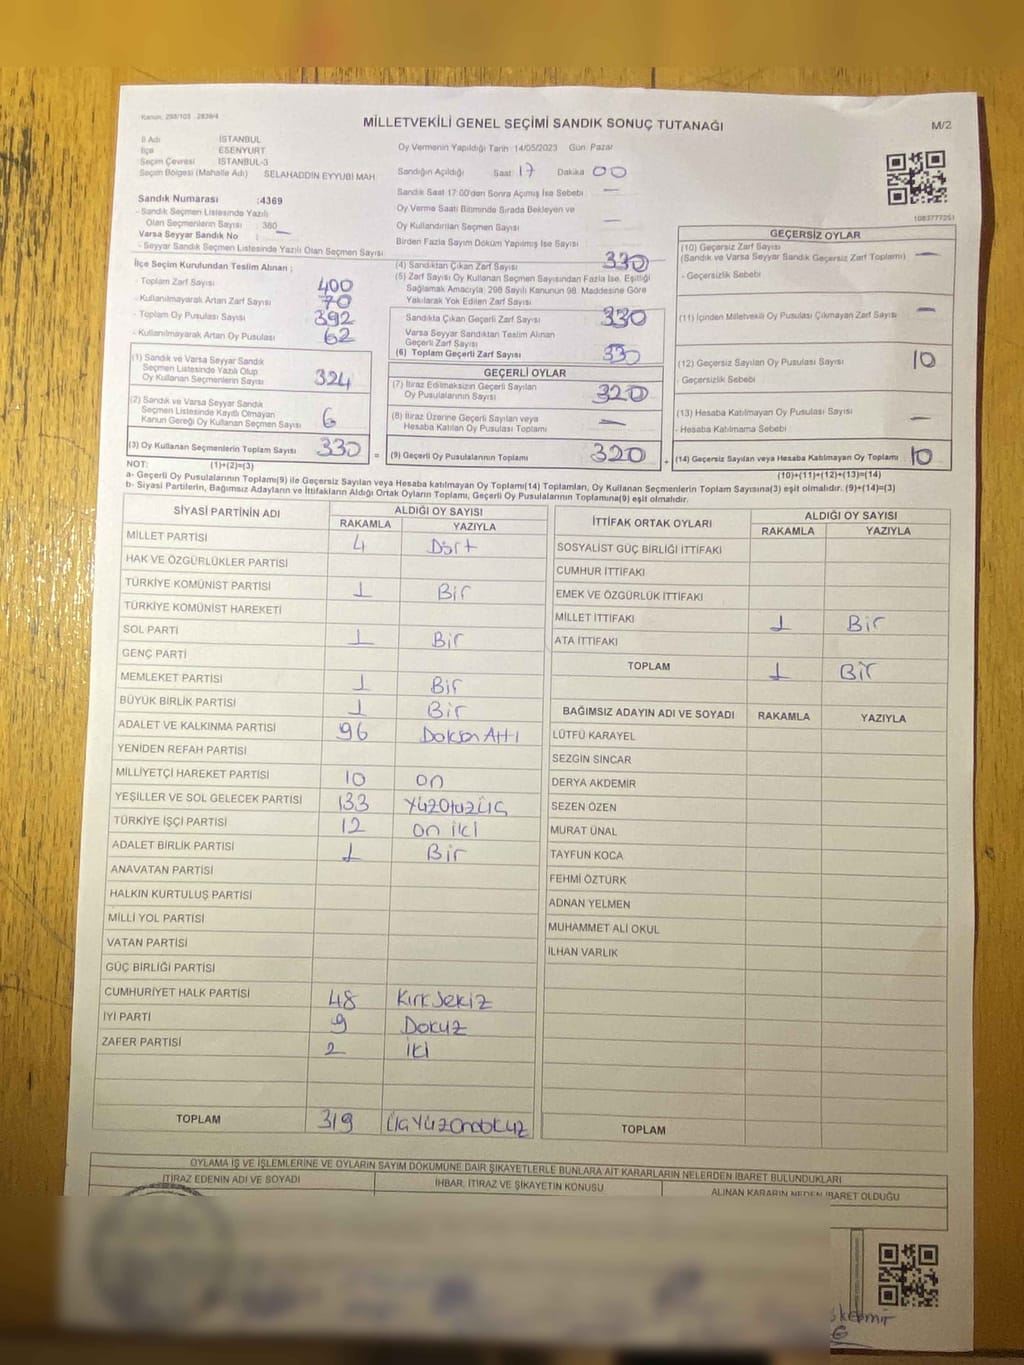 Kanun: 298/105 - 2839/4
MİLLETVEKİLİ GENEL SEÇİMİ SANDIK SONUÇ TUTANAĞI
M/2
İl Adı İSTANBUL
İlçe ESENYURT
Seçim Çevresi İSTANBUL-3
Seçim Bölgesi (Mahalle Adı) SELAHADDİN EYYUBİ MAH.
Sandık Numarası :4369
- Sandık Seçmen Listesinde Yazılı
Olan Seçmenlerin Sayısı : 380
Varsa Seyyar Sandık No : —
- Seyyar Sandık Seçmen Listesinde Yazılı Olan Seçmen Sayısı
Oy Vermenin Yapıldığı Tarih :14/05/2023 Gün: Pazar
Sandığın Açıldığı Saat: 17 Dakika 00
Sandık Saat 17:00'den Sonra Açılmış İse Sebebi —
Oy Verme Saati Bitiminde Sırada Bekleyen ve
Oy Kullandırılan Seçmen Sayısı —
Birden Fazla Sayım Döküm Yapılmış İse Sayısı
1083777251
İlçe Seçim Kurulundan Teslim Alınan ;
- Toplam Zarf Sayısı 400
- Kullanılmayarak Artan Zarf Sayısı 70
- Toplam Oy Pusulası Sayısı 392
- Kullanılmayarak Artan Oy Pusulası 62
(1) Sandık ve Varsa Seyyar Sandık
Seçmen Listesinde Yazılı Olup
Oy Kullanan Seçmenlerin Sayısı 324
(2) Sandık ve Varsa Seyyar Sandık
Seçmen Listesinde Kayıtlı Olmayan
Kanun Gereği Oy Kullanan Seçmen Sayısı 6
(3) Oy Kullanan Seçmenlerin Toplam Sayısı 330
(1)+(2)=(3)
(4) Sandıktan Çıkan Zarf Sayısı 330
(5) Zarf Sayısı Oy Kullanan Seçmen Sayısından Fazla İse, Eşitliği
Sağlamak Amacıyla; 298 Sayılı Kanunun 98. Maddesine Göre
Yakılarak Yok Edilen Zarf Sayısı
Sandıkta Çıkan Geçerli Zarf Sayısı 330
Varsa Seyyar Sandıktan Teslim Alınan
Geçerli Zarf Sayısı
(6) Toplam Geçerli Zarf Sayısı 330
GEÇERLİ OYLAR
(7) İtiraz Edilmeksizin Geçerli Sayılan
Oy Pusulalarının Sayısı 320
(8) İtiraz Üzerine Geçerli Sayılan veya
Hesaba Katılan Oy Pusulası Toplamı —
= (9) Geçerli Oy Pusulalarının Toplamı 320
GEÇERSİZ OYLAR
(10) Geçersiz Zarf Sayısı
(Sandık ve Varsa Seyyar Sandık Geçersiz Zarf Toplamı) —
- Geçersizlik Sebebi
(11) İçinden Milletvekili Oy Pusulası Çıkmayan Zarf Sayısı —
(12) Geçersiz Sayılan Oy Pusulası Sayısı 10
- Geçersizlik Sebebi
(13) Hesaba Katılmayan Oy Pusulası Sayısı —
- Hesaba Katılmama Sebebi
+ (14) Geçersiz Sayılan veya Hesaba Katılmayan Oy Toplamı 10
(10)+(11)+(12)+(13)=(14)
NOT:
a- Geçerli Oy Pusulalarının Toplamı(9) ile Geçersiz Sayılan veya Hesaba katılmayan Oy Toplamı(14) Toplamları, Oy Kullanan Seçmenlerin Toplam Sayısına(3) eşit olmalıdır. (9)+(14)=(3)
b- Siyasi Partilerin, Bağımsız Adayların ve İttifakların Aldığı Ortak Oyların Toplamı, Geçerli Oy Pusulalarının Toplamına(9) eşit olmalıdır.
SİYASİ PARTİNİN ADI ALDIĞI OY SAYISI
RAKAMLA YAZIYLA
MİLLET PARTİSİ 4 Dört
HAK VE ÖZGÜRLÜKLER PARTİSİ
TÜRKİYE KOMÜNİST PARTİSİ 1 Bir
TÜRKİYE KOMÜNİST HAREKETİ
SOL PARTİ 1 Bir
GENÇ PARTİ
MEMLEKET PARTİSİ 1 Bir
BÜYÜK BİRLİK PARTİSİ 1 Bir
ADALET VE KALKINMA PARTİSİ 96 Doksan Altı
YENİDEN REFAH PARTİSİ
MİLLİYETÇİ HAREKET PARTİSİ 10 on
YEŞİLLER VE SOL GELECEK PARTİSİ 133 YüzOtuzÜç
TÜRKİYE İŞÇİ PARTİSİ 12 on iki
ADALET BİRLİK PARTİSİ 1 Bir
ANAVATAN PARTİSİ
HALKIN KURTULUŞ PARTİSİ
MİLLİ YOL PARTİSİ
VATAN PARTİSİ
GÜÇ BİRLİĞİ PARTİSİ
CUMHURİYET HALK PARTİSİ 48 Kırk Sekiz
İYİ PARTİ 9 Dokuz
ZAFER PARTİSİ 2 iki
TOPLAM 319 ÜçYüzOndokuz
İTTİFAK ORTAK OYLARI ALDIĞI OY SAYISI
RAKAMLA YAZIYLA
SOSYALİST GÜÇ BİRLİĞİ İTTİFAKI
CUMHUR İTTİFAKI
EMEK VE ÖZGÜRLÜK İTTİFAKI
MİLLET İTTİFAKI 1 Bir
ATA İTTİFAKI
TOPLAM 1 Bir
BAĞIMSIZ ADAYIN ADI VE SOYADI RAKAMLA YAZIYLA
LÜTFÜ KARAYEL
SEZGİN SİNCAR
DERYA AKDEMİR
SEZEN ÖZEN
MURAT ÜNAL
TAYFUN KOCA
FEHMİ ÖZTÜRK
ADNAN YELMEN
MUHAMMET ALİ OKUL
İLHAN VARLIK
TOPLAM
OYLAMA İŞ VE İŞLEMLERİNE VE OYLARIN SAYIM DÖKÜMÜNE DAİR ŞİKAYETLERLE BUNLARA AİT KARARLARIN NELERDEN İBARET BULUNDUKLARI
İTİRAZ EDENİN ADI VE SOYADI İHBAR, İTİRAZ VE ŞİKAYETİN KONUSU ALINAN KARARIN NEDEN İBARET OLDUĞU